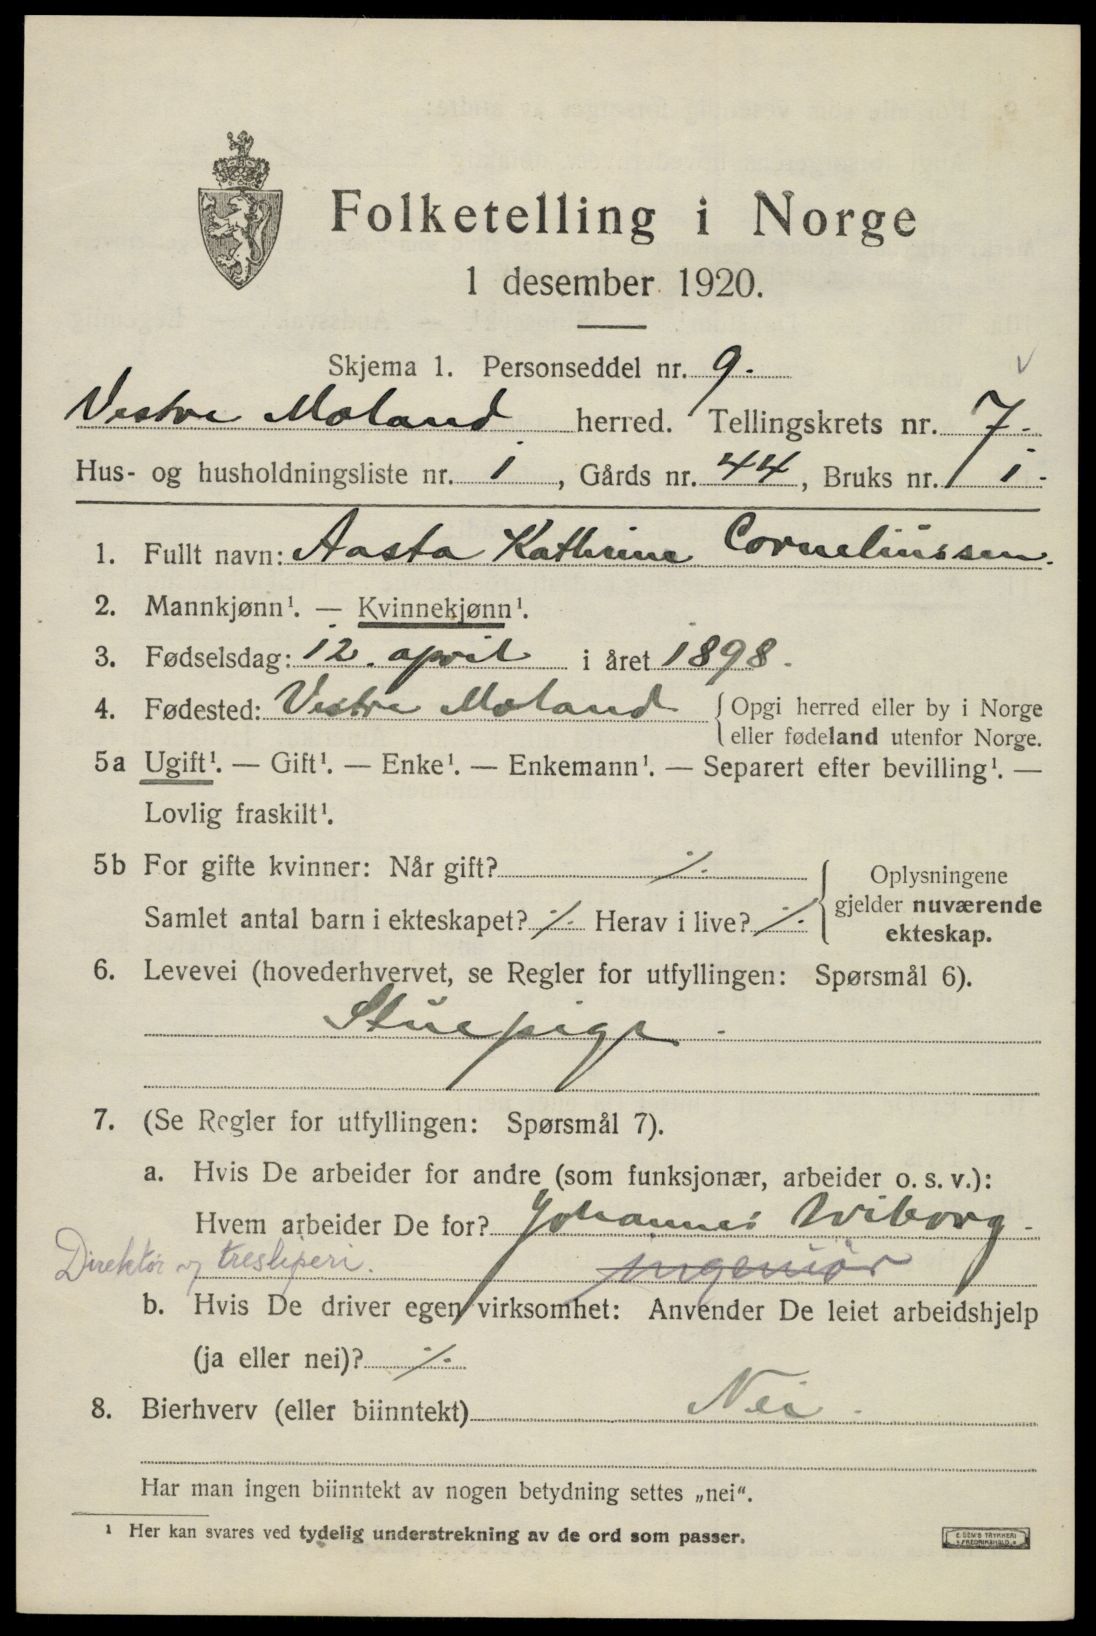 Folketelling i Norge
1 desember 1920.
Skjema 1. Personseddel nr. 9.
Vestre Moland herred. Tellingskrets nr. 7.
Hus- og husholdningsliste nr. 1, Gårds nr. 44, Bruks nr. 1.
1. Fullt navn: Aasta Kathrine Corneliussen.
2. Mannkjønn¹. — Kvinnekjønn¹.
3. Fødselsdag: 12. april i året 1898.
4. Fødested: Vestre Moland { Opgi herred eller by i Norge
eller fødeland utenfor Norge.
5a Ugift¹. — Gift¹. — Enke¹. — Enkemann¹. — Separert efter bevilling¹. —
Lovlig fraskilt¹.
5b For gifte kvinner: Når gift? ./.
Samlet antal barn i ekteskapet? ./. Herav i live? ./.
Oplysningene
gjelder nuværende
ekteskap.
6. Levevei (hovederhvervet, se Regler for utfyllingen: Spørsmål 6).
Stuepige.
7. (Se Regler for utfyllingen: Spørsmål 7).
a. Hvis De arbeider for andre (som funksjonær, arbeider o. s. v.):
Hvem arbeider De for? Johannes Wiborg.
Direktør v/ tresliperi. ingeniør
b. Hvis De driver egen virksomhet: Anvender De leiet arbeidshjelp
(ja eller nei)? ./.
8. Bierhverv (eller biinntekt) Nei.
Har man ingen biinntekt av nogen betydning settes „nei“.
¹ Her kan svares ved tydelig understrekning av de ord som passer.
E. SEM'S TRYKKERI
FREDRIKSHALD